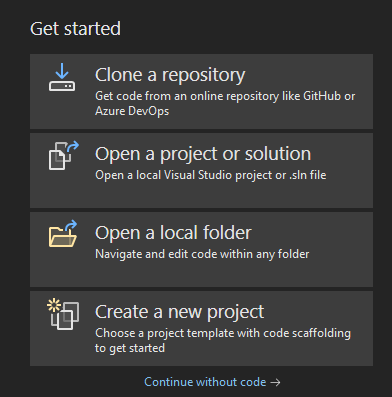 Get started
Clone a repository
Get code from an online repository like GitHub or
Azure DevOps
Open a project or solution
Open a local Visual Studio project or .sln file
Open a local folder
Navigate and edit code within any folder
Create a new project
Choose a project template with code scaffolding
to get started
Continue without code →